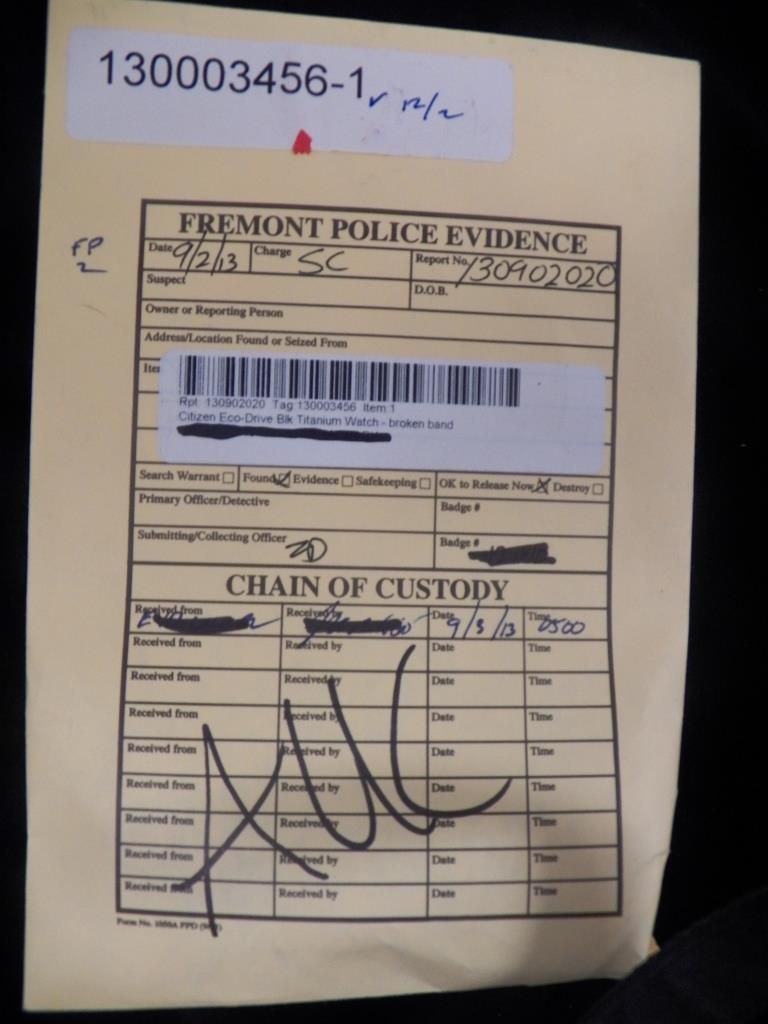 130003456-1 ✓ 12/2
FP
2
FREMONT POLICE EVIDENCE
Date 9/2/13 Charge SC Report No. 130902020
Suspect D.O.B.
Owner or Reporting Person
Address/Location Found or Seized From
Rpt: 130902020 Tag:130003456 Item:1
Citizen Eco-Drive Blk Titanium Watch - broken band
Search Warrant Found Evidence Safekeeping OK to Release Now Destroy
Primary Officer/Detective Badge #
Submitting/Collecting Officer Badge #
CHAIN OF CUSTODY
Received from Received by Date 9/3/13 Time 0500
Received from Received by Date Time
Received from Received by Date Time
Received from Received by Date Time
Received from Received by Date Time
Received from Received by Date Time
Received from Received by Date Time
Received from Received by Date Time
Received from Received by Date Time